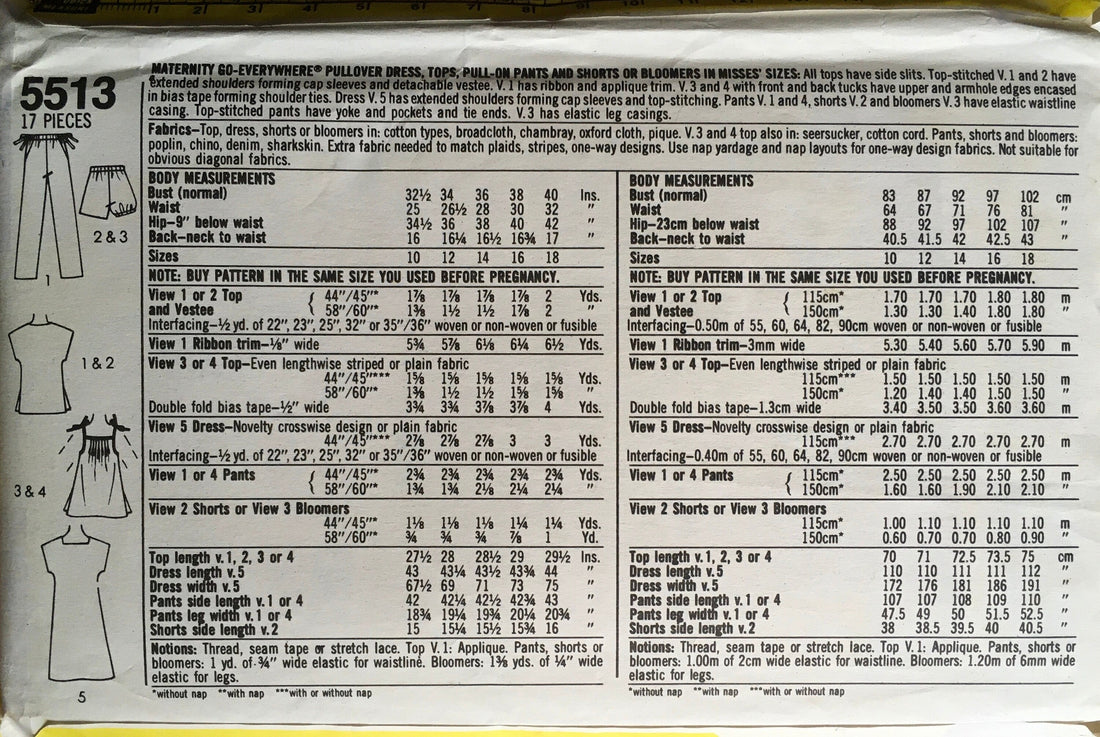 5513
17 PIECES
MATERNITY GO-EVERYWHERE® PULLOVER DRESS, TOPS, PULL-ON PANTS AND SHORTS OR BLOOMERS IN MISSES' SIZES: All tops have side slits. Top-stitched V. 1 and 2 have
extended shoulders forming cap sleeves and detachable vestee. V. 1 has ribbon and applique trim. V. 3 and 4 with front and back tucks have upper and armhole edges encased
in bias tape forming shoulder ties. Dress V. 5 has extended shoulders forming cap sleeves and top-stitching. Pants V. 1 and 4, shorts V. 2 and bloomers V. 3 have elastic waistline
casing. Top-stitched pants have yoke and pockets and tie ends. V.3 has elastic leg casings.
Fabrics–Top, dress, shorts or bloomers in: cotton types, broadcloth, chambray, oxford cloth, pique. V. 3 and 4 top also in: seersucker, cotton cord. Pants, shorts and bloomers:
poplin, chino, denim, sharkskin. Extra fabric needed to match plaids, stripes, one-way designs. Use nap yardage and nap layouts for one-way design fabrics. Not suitable for
obvious diagonal fabrics.
1
2 & 3
1 & 2
3 & 4
5
BODY MEASUREMENTS
Bust (normal) 32½ 34 36 38 40 Ins.
Waist 25 26½ 28 30 32 "
Hip-9" below waist 34½ 36 38 40 42 "
Back-neck to waist 16 16¼ 16½ 16¾ 17 "
Sizes 10 12 14 16 18
NOTE: BUY PATTERN IN THE SAME SIZE YOU USED BEFORE PREGNANCY.
View 1 or 2 Top { 44"/45"* 1⅞ 1⅞ 1⅞ 1⅞ 2 Yds.
and Vestee 58"/60"* 1⅜ 1½ 1½ 1⅞ 2 "
Interfacing–½ yd. of 22", 23", 25", 32" or 35"/36" woven or non-woven or fusible
View 1 Ribbon trim–⅛" wide 5¾ 5⅞ 6⅛ 6¼ 6½ Yds.
View 3 or 4 Top–Even lengthwise striped or plain fabric
44"/45"*** 1⅝ 1⅝ 1⅝ 1⅝ 1⅝ Yds.
58"/60"* 1⅜ 1½ 1½ 1⅝ 1⅝ "
Double fold bias tape–½" wide 3¾ 3¾ 3⅞ 3⅞ 4 Yds.
View 5 Dress–Novelty crosswise design or plain fabric
44"/45"*** 2⅞ 2⅞ 2⅞ 3 3 Yds.
Interfacing–½ yd. of 22", 23", 25", 32" or 35"/36" woven or non-woven or fusible
View 1 or 4 Pants { 44"/45"* 2¾ 2¾ 2¾ 2¾ 2¾ Yds.
58"/60"* 1¾ 1¾ 2⅛ 2¼ 2¼ "
View 2 Shorts or View 3 Bloomers
44"/45"* 1⅛ 1⅛ 1⅛ 1¼ 1¼ Yds.
58"/60"* ¾ ¾ ¾ ⅞ 1 Yd.
Top length v. 1, 2, 3 or 4 27½ 28 28½ 29 29½ Ins.
Dress length v.5 43 43¼ 43½ 43¾ 44 "
Dress width v.5 67½ 69 71 73 75 "
Pants side length v. 1 or 4 42 42¼ 42½ 42¾ 43 "
Pants leg width v. 1 or 4 18¾ 19¼ 19¾ 20¼ 20¾ "
Shorts side length v.2 15 15¼ 15½ 15¾ 16 "
Notions: Thread, seam tape or stretch lace. Top V. 1: Applique. Pants, shorts or
bloomers: 1 yd. of ¾" wide elastic for waistline. Bloomers: 1⅜ yds. of ¼" wide
elastic for legs.
*without nap **with nap ***with or without nap
BODY MEASUREMENTS
Bust (normal) 83 87 92 97 102 cm
Waist 64 67 71 76 81 "
Hip-23cm below waist 88 92 97 102 107 "
Back-neck to waist 40.5 41.5 42 42.5 43 "
Sizes 10 12 14 16 18
NOTE: BUY PATTERN IN THE SAME SIZE YOU USED BEFORE PREGNANCY.
View 1 or 2 Top { 115cm* 1.70 1.70 1.70 1.80 1.80 m
and Vestee 150cm* 1.30 1.30 1.40 1.80 1.80 "
Interfacing–0.50m of 55, 60, 64, 82, 90cm woven or non-woven or fusible
View 1 Ribbon trim–3mm wide 5.30 5.40 5.60 5.70 5.90 m
View 3 or 4 Top–Even lengthwise striped or plain fabric
115cm*** 1.50 1.50 1.50 1.50 1.50 m
150cm* 1.20 1.40 1.40 1.50 1.50 "
Double fold bias tape–1.3cm wide 3.40 3.50 3.50 3.60 3.60 m
View 5 Dress–Novelty crosswise design or plain fabric
115cm*** 2.70 2.70 2.70 2.70 2.70 m
Interfacing–0.40m of 55, 60, 64, 82, 90cm woven or non-woven or fusible
View 1 or 4 Pants { 115cm* 2.50 2.50 2.50 2.50 2.50 m
150cm* 1.60 1.60 1.90 2.10 2.10 "
View 2 Shorts or View 3 Bloomers
115cm* 1.00 1.10 1.10 1.10 1.10 m
150cm* 0.60 0.70 0.70 0.80 0.90 "
Top length v. 1, 2, 3 or 4 70 71 72.5 73.5 75 cm
Dress length v.5 110 110 111 111 112 "
Dress width v.5 172 176 181 186 191 "
Pants side length v. 1 or 4 107 107 108 109 110 "
Pants leg width v. 1 or 4 47.5 49 50 51.5 52.5 "
Shorts side length v.2 38 38.5 39.5 40 40.5 "
Notions: Thread, seam tape or stretch lace. Top V. 1: Applique. Pants, shorts or
bloomers: 1.00m of 2cm wide elastic for waistline. Bloomers: 1.20m of 6mm wide
elastic for legs.
*without nap **with nap ***with or without nap